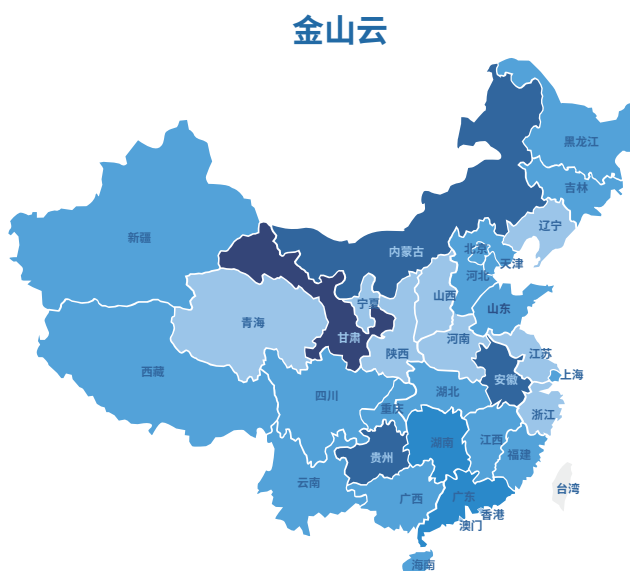 金山云
黑龙江
吉林
辽宁
新疆
内蒙古
北京
天津
河北
山西
宁夏
山东
青海
甘肃
河南
陕西
江苏
西藏
上海
安徽
四川
湖北
重庆
浙江
湖南
江西
福建
贵州
云南
台湾
广西
广东
香港
澳门
海南